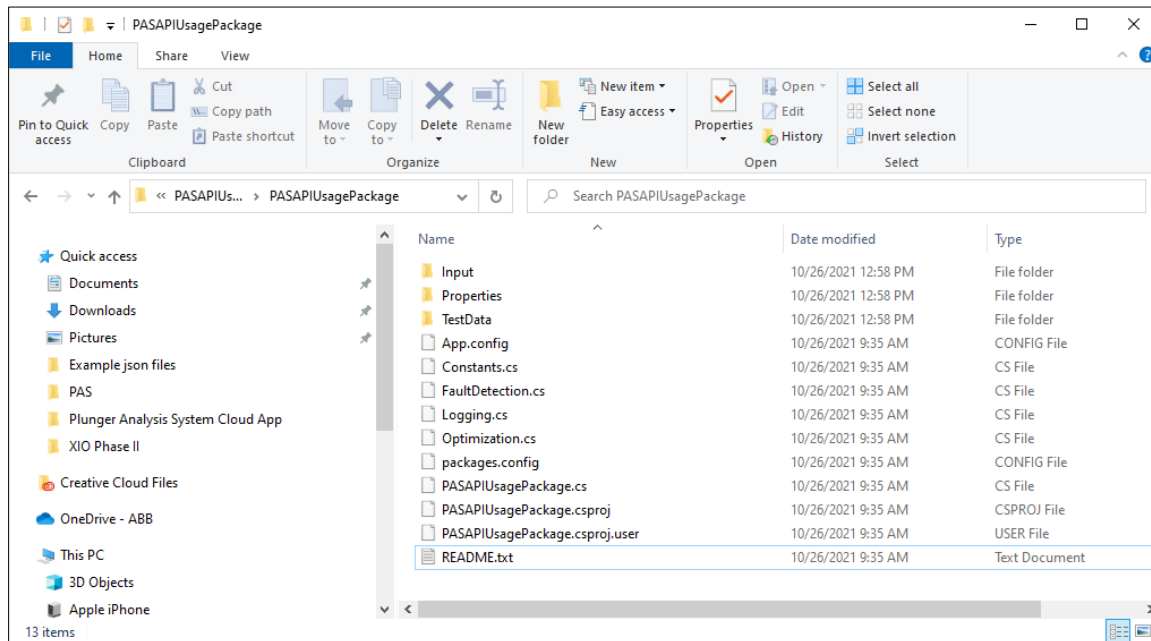 PASAPIUsagePackage
File Home Share View
Pin to Quick access
Copy
Paste
Cut
Copy path
Paste shortcut
Clipboard
Move to
Copy to
Delete
Rename
Organize
New folder
New item
Easy access
New
Properties
Open
Edit
History
Open
Select all
Select none
Invert selection
Select
« PASAPIUs... > PASAPIUsagePackage
Search PASAPIUsagePackage
Quick access
Documents
Downloads
Pictures
Example json files
PAS
Plunger Analysis System Cloud App
XIO Phase II
Creative Cloud Files
OneDrive - ABB
This PC
3D Objects
Apple iPhone
Name Date modified Type
Input 10/26/2021 12:58 PM File folder
Properties 10/26/2021 12:58 PM File folder
TestData 10/26/2021 12:58 PM File folder
App.config 10/26/2021 9:35 AM CONFIG File
Constants.cs 10/26/2021 9:35 AM CS File
FaultDetection.cs 10/26/2021 9:35 AM CS File
Logging.cs 10/26/2021 9:35 AM CS File
Optimization.cs 10/26/2021 9:35 AM CS File
packages.config 10/26/2021 9:35 AM CONFIG File
PASAPIUsagePackage.cs 10/26/2021 9:35 AM CS File
PASAPIUsagePackage.csproj 10/26/2021 9:35 AM CSPROJ File
PASAPIUsagePackage.csproj.user 10/26/2021 9:35 AM USER File
README.txt 10/26/2021 9:35 AM Text Document
13 items